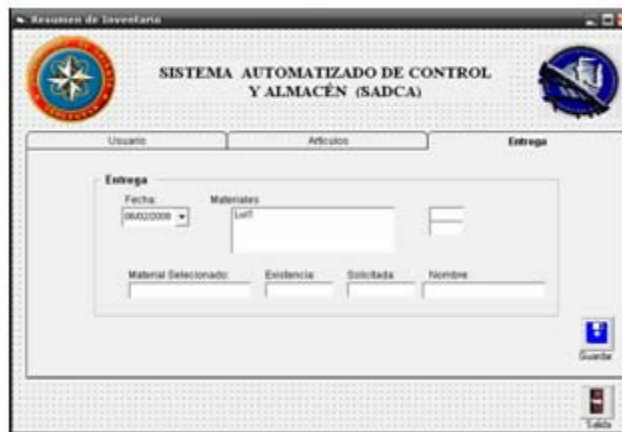 Resumen de Inventario
SISTEMA AUTOMATIZADO DE CONTROL
Y ALMACÉN (SADCA)
Usuario Articulos Entrega
Entrega
Fecha: Materiales
06/02/2008 List1
Material Selecionado: Existencia: Solicitada: Nombre:
Guardar
Salida